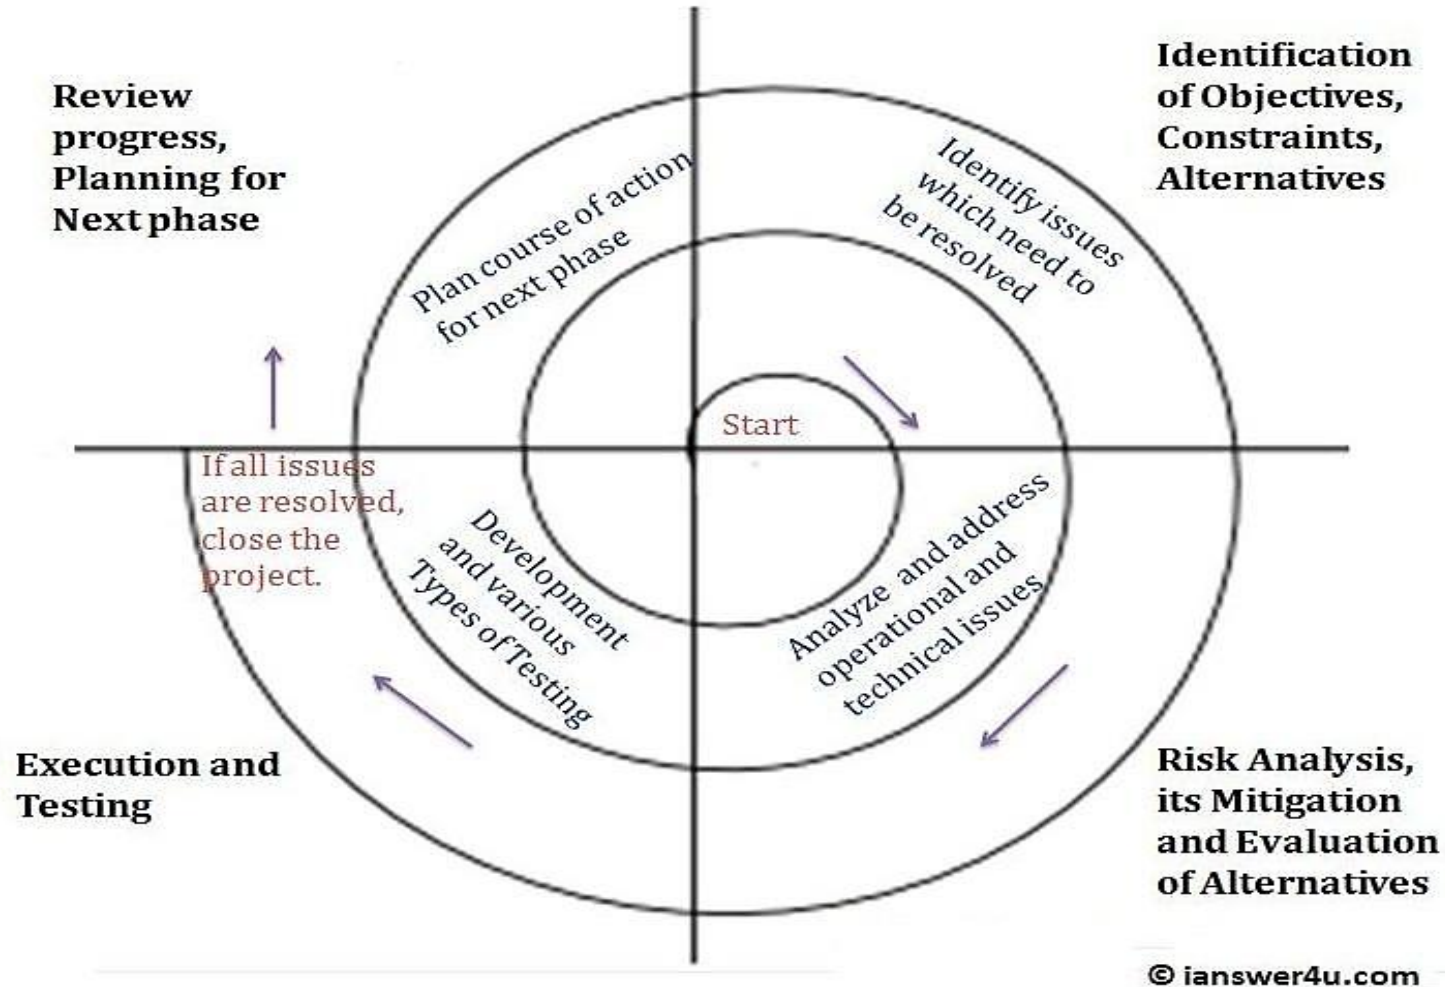 Review
progress,
Planning for
Next phase
Identification
of Objectives,
Constraints,
Alternatives
Plan course of action
for next phase
Identify issues
which need to
be resolved
Start
If all issues
are resolved,
close the
project.
Development
and various
Types of Testing
Analyze and address
operational and
technical issues
Execution and
Testing
Risk Analysis,
its Mitigation
and Evaluation
of Alternatives
© ianswer4u.com